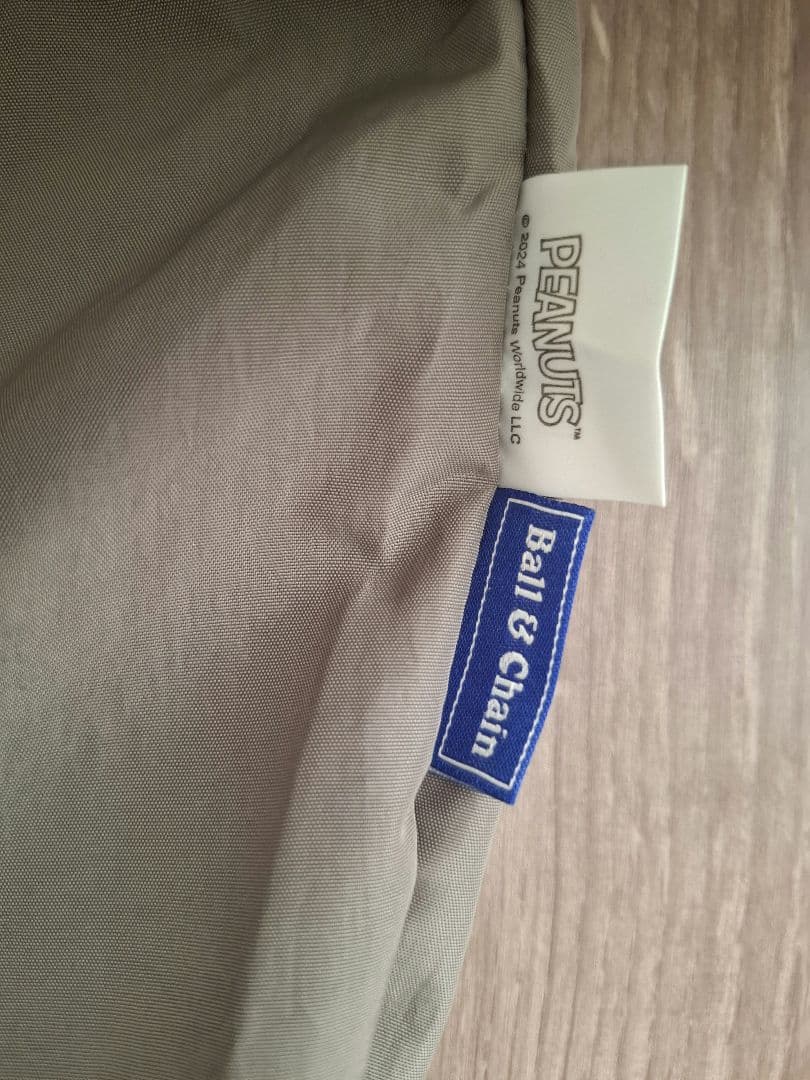 PEANUTS™
© 2024 Peanuts Worldwide LLC
Ball & Chain